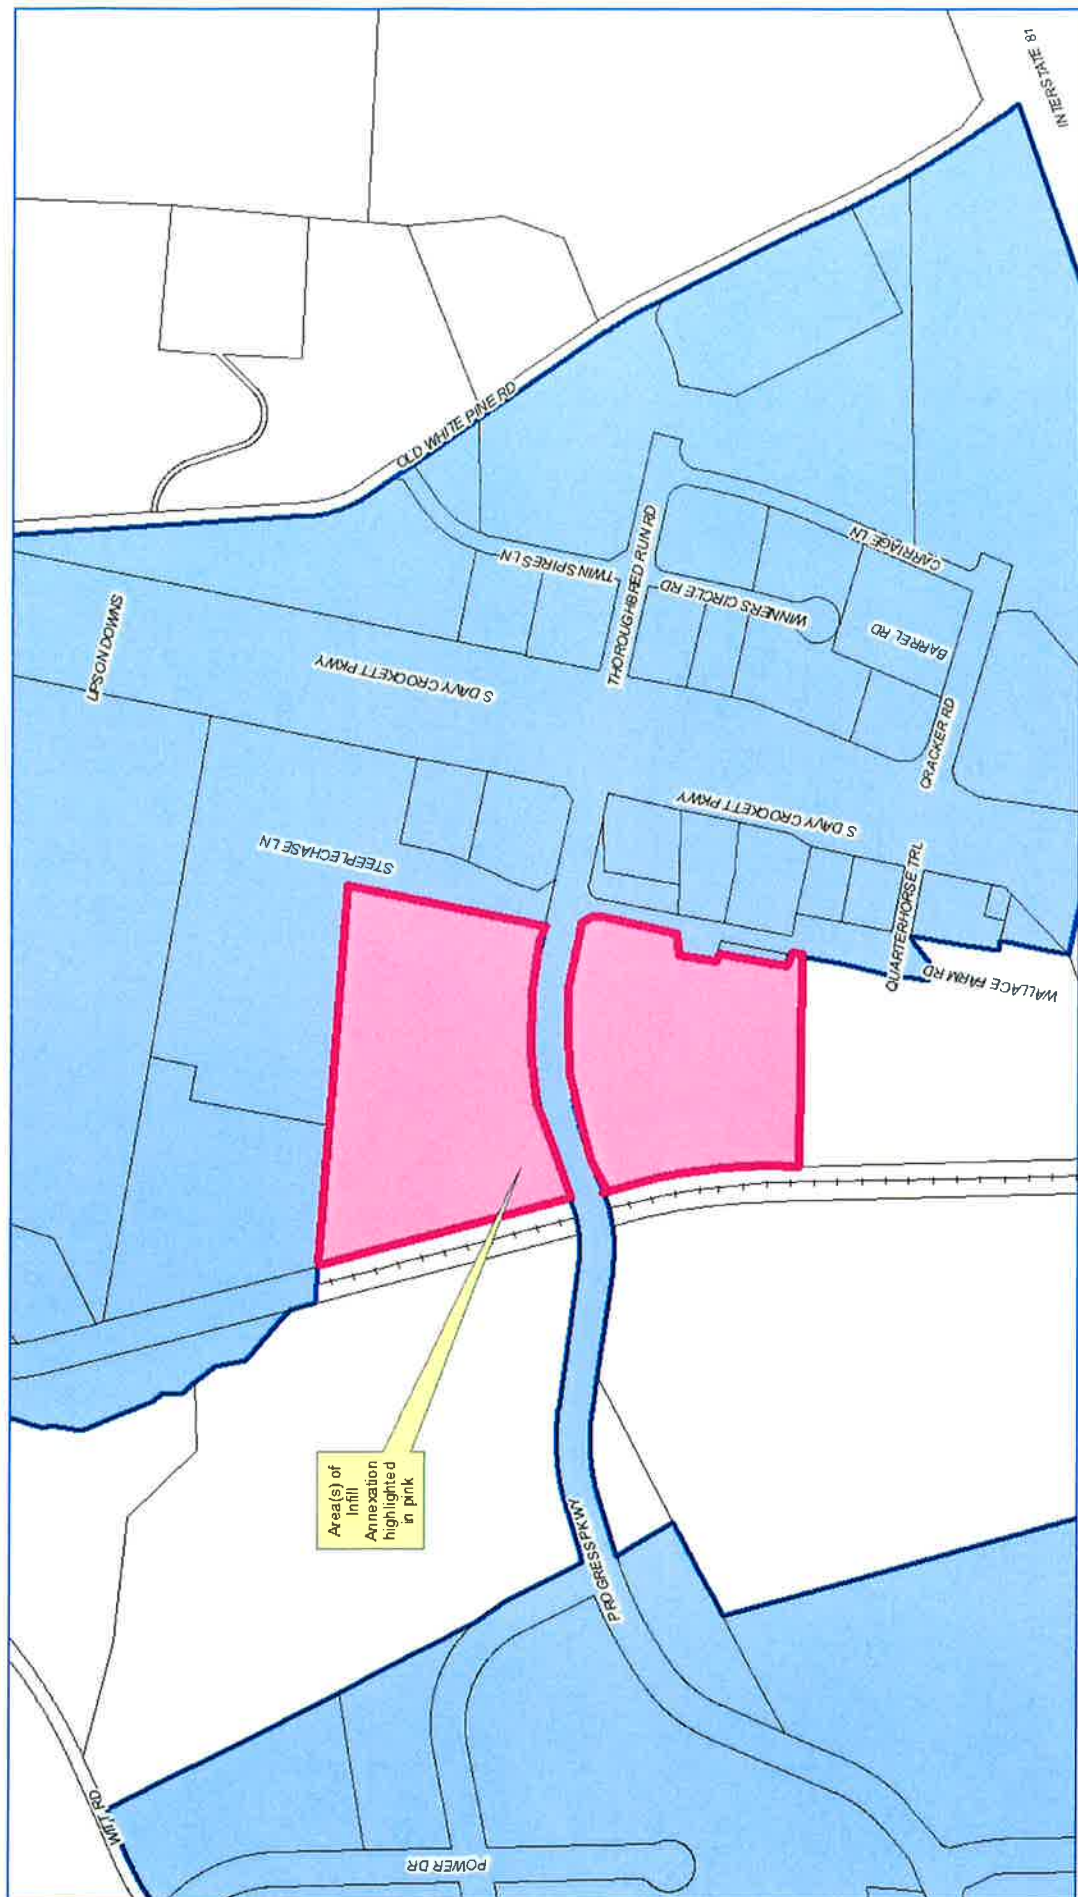 INTERSTATE 81
OLD WHITE PINE RD
UPSON DOWNS
S DAVY CROCKETT PKWY
TWIN SPIRES LN
THOROUGHBRED RUN RD
WINNERS CIRCLE RD
CARRIAGE LN
BARREL RD
CRACKER RD
STEEPLECHASE LN
S DAVY CROCKETT PKWY
QUARTERHORSE TRL
WALLACE FARM RD
Area(s) of
Infill
Annexation
highlighted
in pink
PROGRESS PKWY
WILT RD
POWER DR